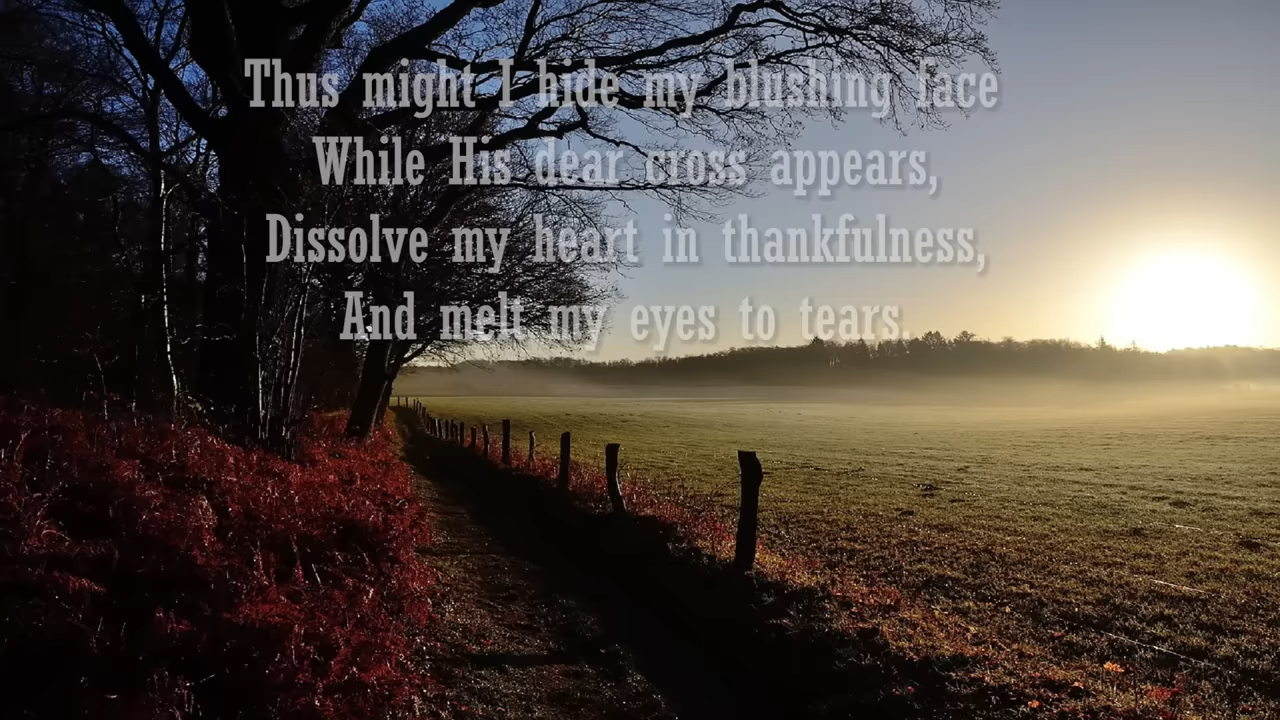 Thus might I hide my blushing face
While His dear cross appears,
Dissolve my heart in thankfulness,
And melt my eyes to tears.